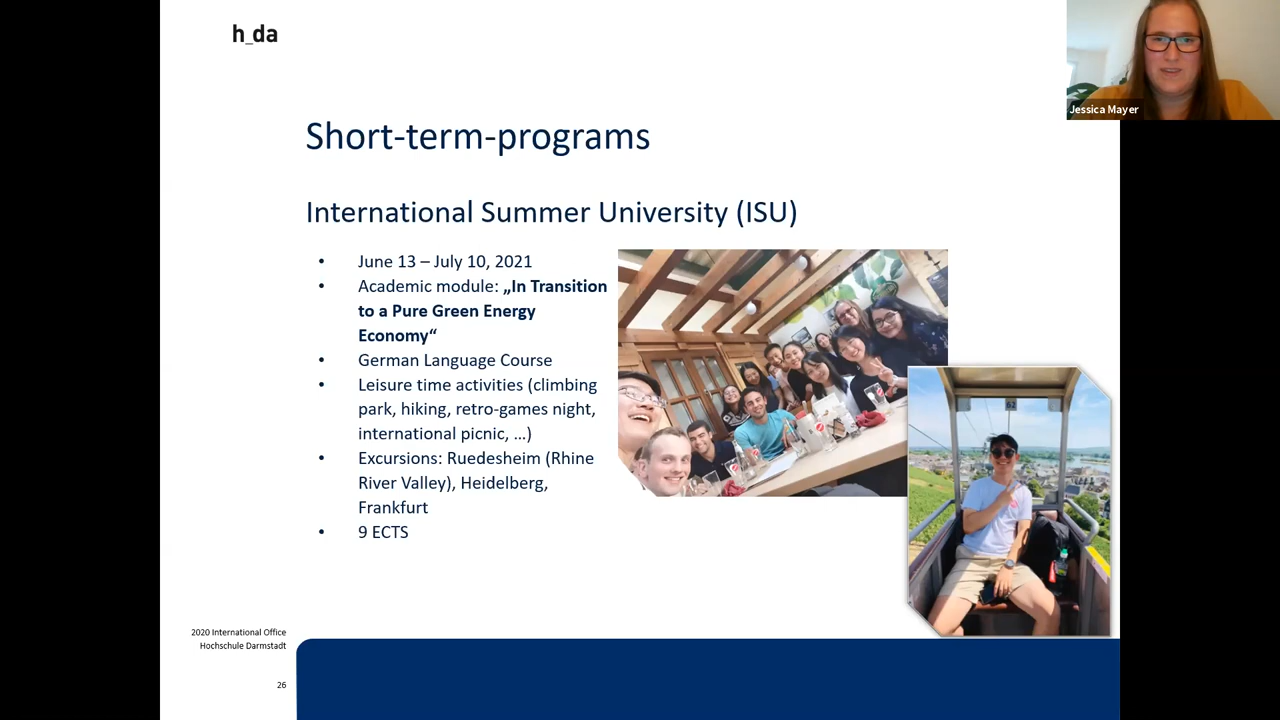 h_da
Jessica Mayer
Short-term-programs
International Summer University (ISU)
• June 13 – July 10, 2021
• Academic module: „In Transition
to a Pure Green Energy
Economy“
• German Language Course
• Leisure time activities (climbing
park, hiking, retro-games night,
international picnic, …)
• Excursions: Ruedesheim (Rhine
River Valley), Heidelberg,
Frankfurt
• 9 ECTS
62
2020 International Office
Hochschule Darmstadt
26